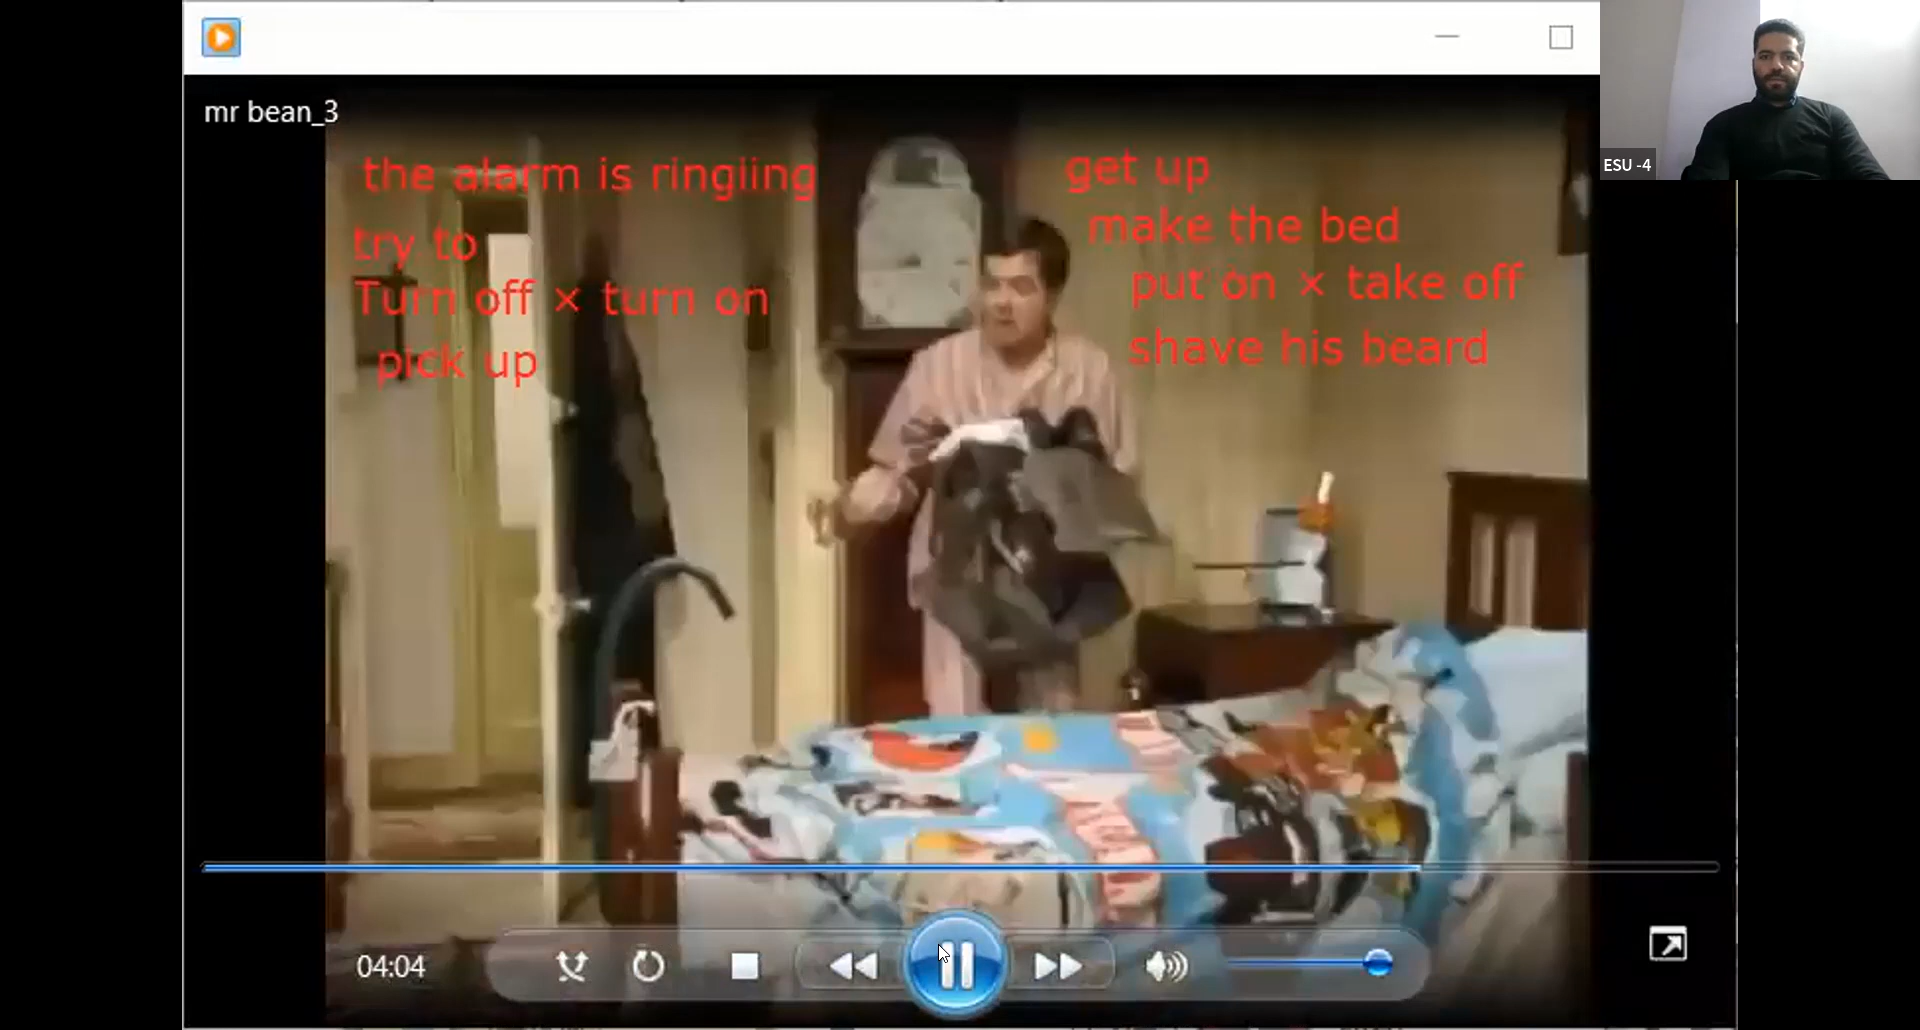 mr bean_3
the alarm is ringiing
try to
Turn off × turn on
pick up
get up
make the bed
put on × take off
shave his beard
ESU -4
04:04